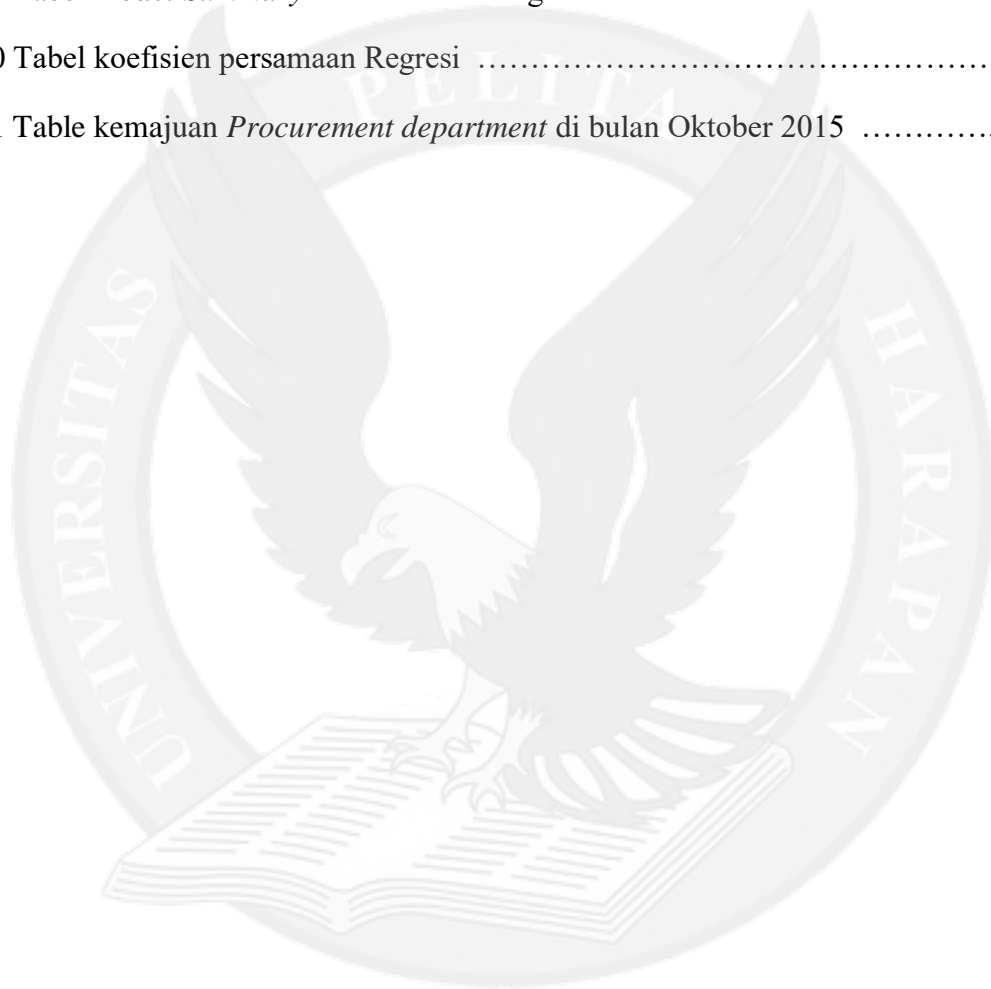 0 Tabel koefisien persamaan Regresi ……………………………………………
Table kemajuan Procurement department di bulan Oktober 2015 …………
UNIVERSITAS PELITA HARAPAN